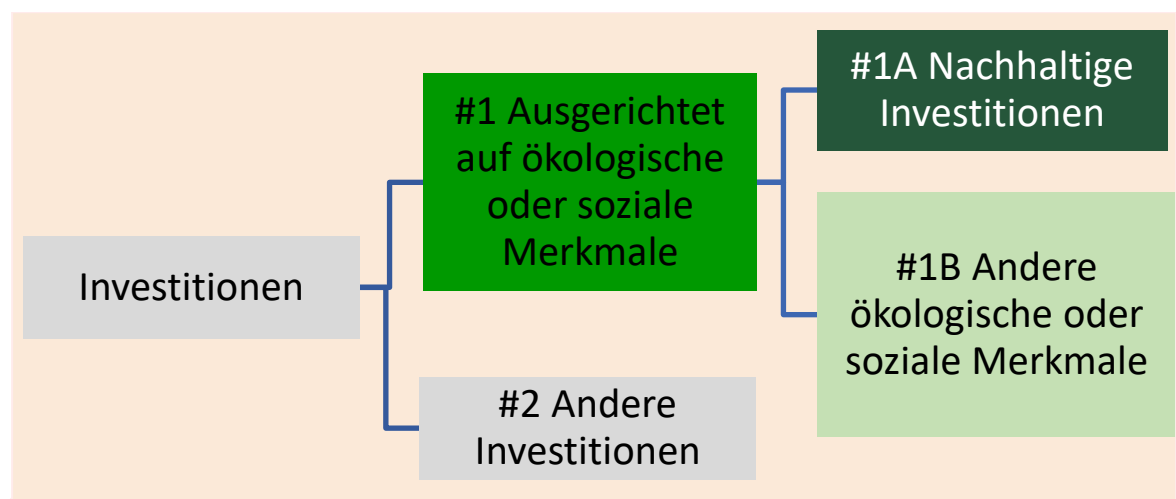 Investitionen
#1 Ausgerichtet
auf ökologische
oder soziale
Merkmale
#2 Andere
Investitionen
#1A Nachhaltige
Investitionen
#1B Andere
ökologische oder
soziale Merkmale